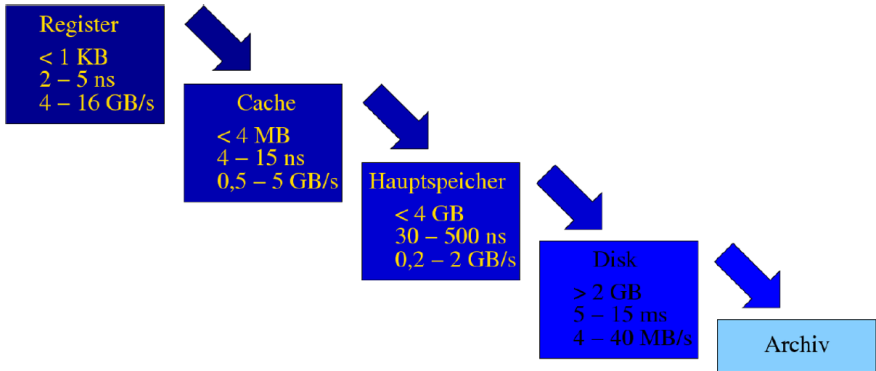 Register
< 1 KB
2 – 5 ns
4 – 16 GB/s
Cache
< 4 MB
4 – 15 ns
0,5 – 5 GB/s
Hauptspeicher
< 4 GB
30 – 500 ns
0,2 – 2 GB/s
Disk
> 2 GB
5 – 15 ms
4 – 40 MB/s
Archiv